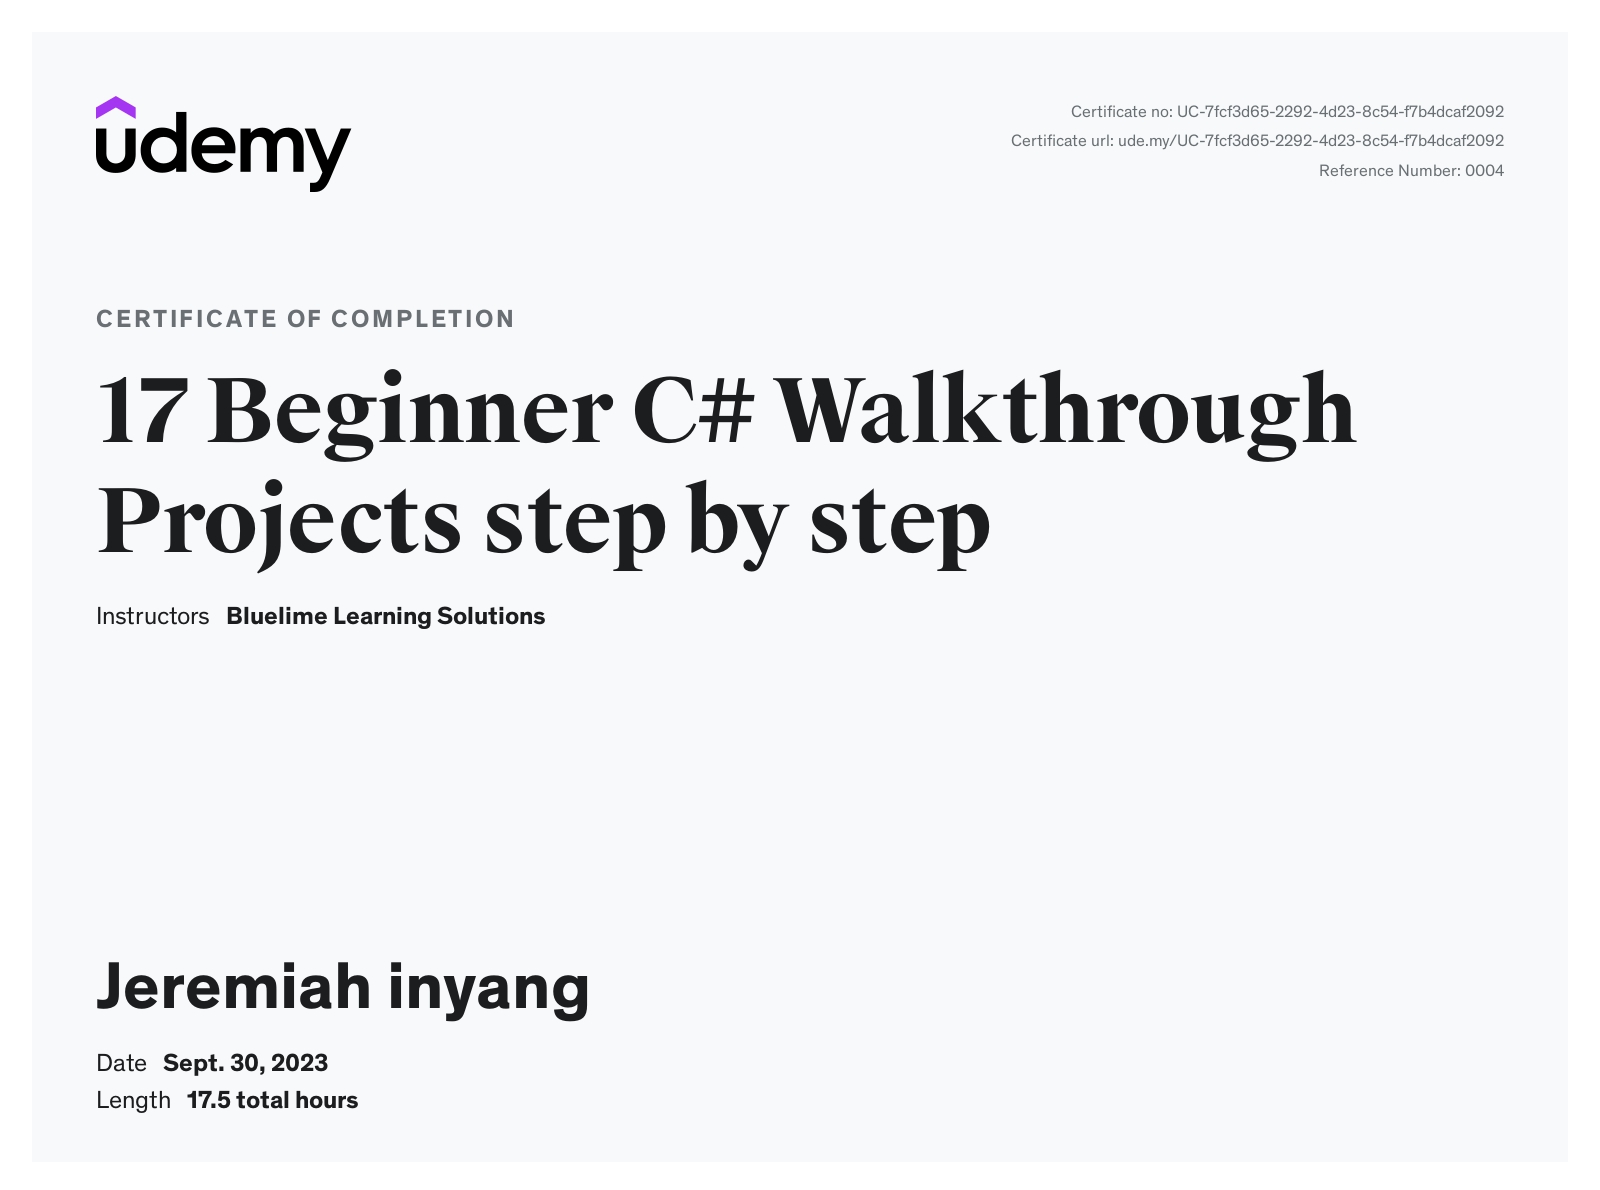 udemy
Certificate no: UC-7fcf3d65-2292-4d23-8c54-f7b4dcaf2092
Certificate url: ude.my/UC-7fcf3d65-2292-4d23-8c54-f7b4dcaf2092
Reference Number: 0004
CERTIFICATE OF COMPLETION
17 Beginner C# Walkthrough
Projects step by step
Instructors Bluelime Learning Solutions
Jeremiah inyang
Date Sept. 30, 2023
Length 17.5 total hours